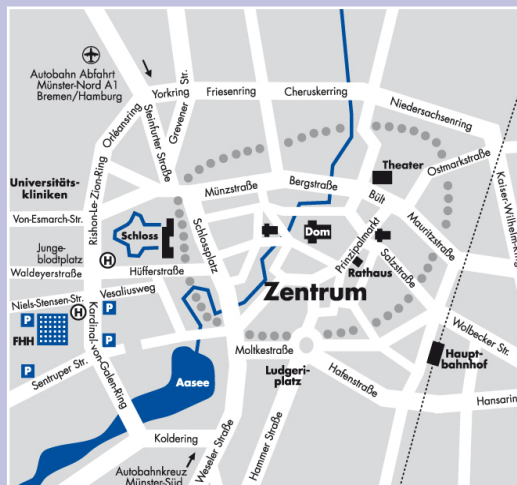 Autobahn Abfahrt
Münster-Nord A1
Bremen/Hamburg
Yorkring
Friesenring
Cheruskerring
Niedersachsenring
Grevener Str.
Steinfurter Straße
Orléansring
Rishon-Le-Zion-Ring
Universitäts-
kliniken
Von-Esmarch-Str.
Junge-
blodtplatz
Waldeyerstraße
H
Niels-Stensen-Str.
H
P
P
FHH
P
P
Sentruper Str.
Vesaliusweg
Hüfferstraße
Schloss
Schlossplatz
Münzstraße
Bergstraße
Theater
Bült
Ostmarkstraße
Mauritzstraße
Kaiser-Wilhelm-Ring
Dom
Prinzipalmarkt
Rathaus
Salzstraße
Zentrum
Wolbecker Str.
Haupt-
bahnhof
Hansarin
Hafenstraße
Moltkestraße
Ludgeri-
platz
Aasee
Kardinal-von-Galen-Ring
Koldering
Weseler Straße
Hammer Straße
Autobahnkreuz
Münster-Süd